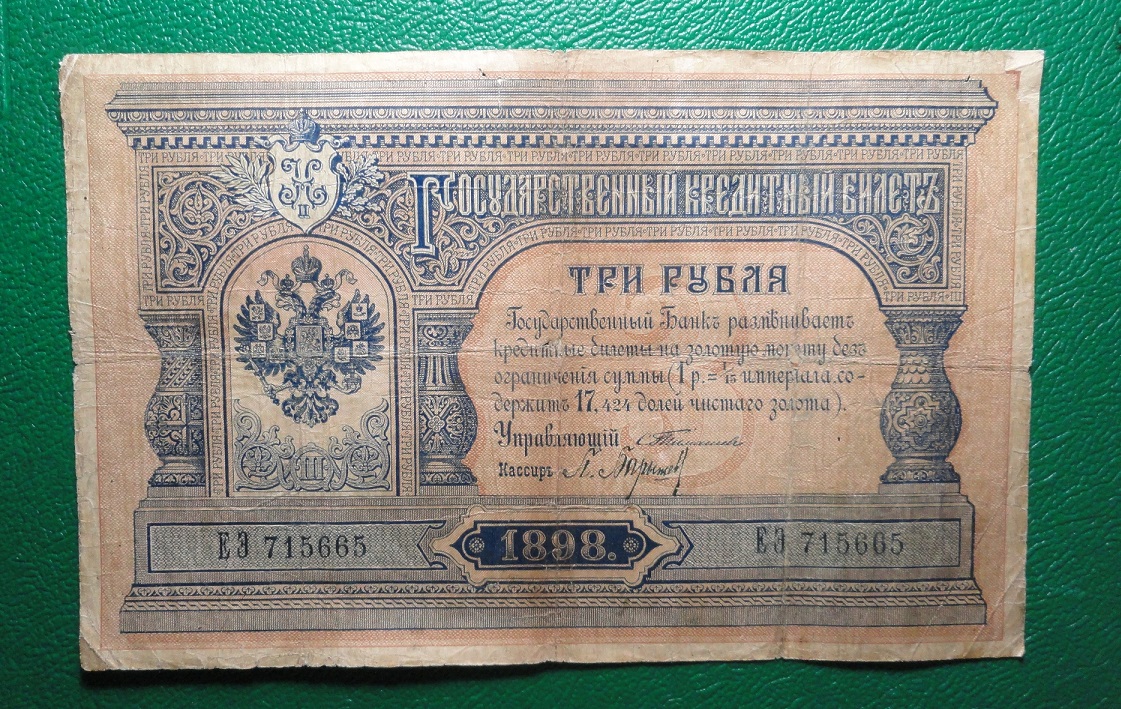 ГОСУДАРСТВЕННЫЙ КРЕДИТНЫЙ БИЛЕТЪ
ТРИ РУБЛЯ
Государственный Банкъ размѣниваетъ
кредитные билеты на золотую монету безъ
ограниченія суммы (1 р. = 1/15 имперіала, со-
держитъ 17,424 долей чистаго золота).
Управляющій
Кассиръ
III
ЕЭ 715665
1898.
ЕЭ 715665